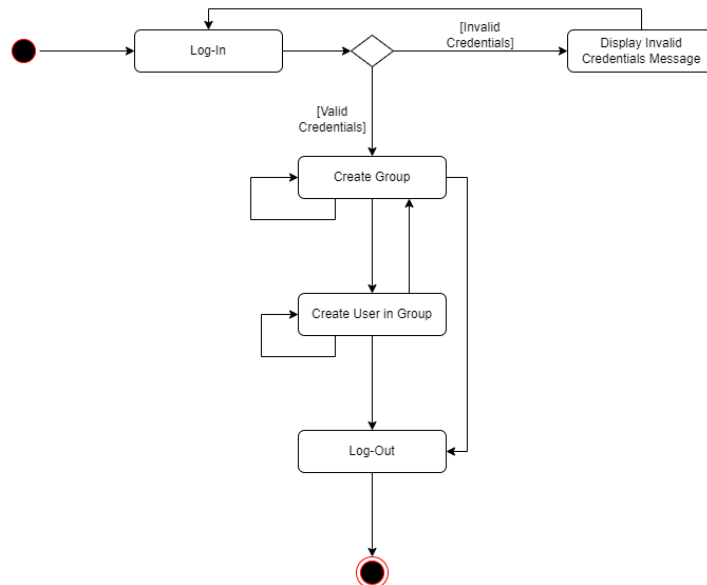 Log-In
[Invalid
Credentials]
Display Invalid
Credentials Message
[Valid
Credentials]
Create Group
Create User in Group
Log-Out